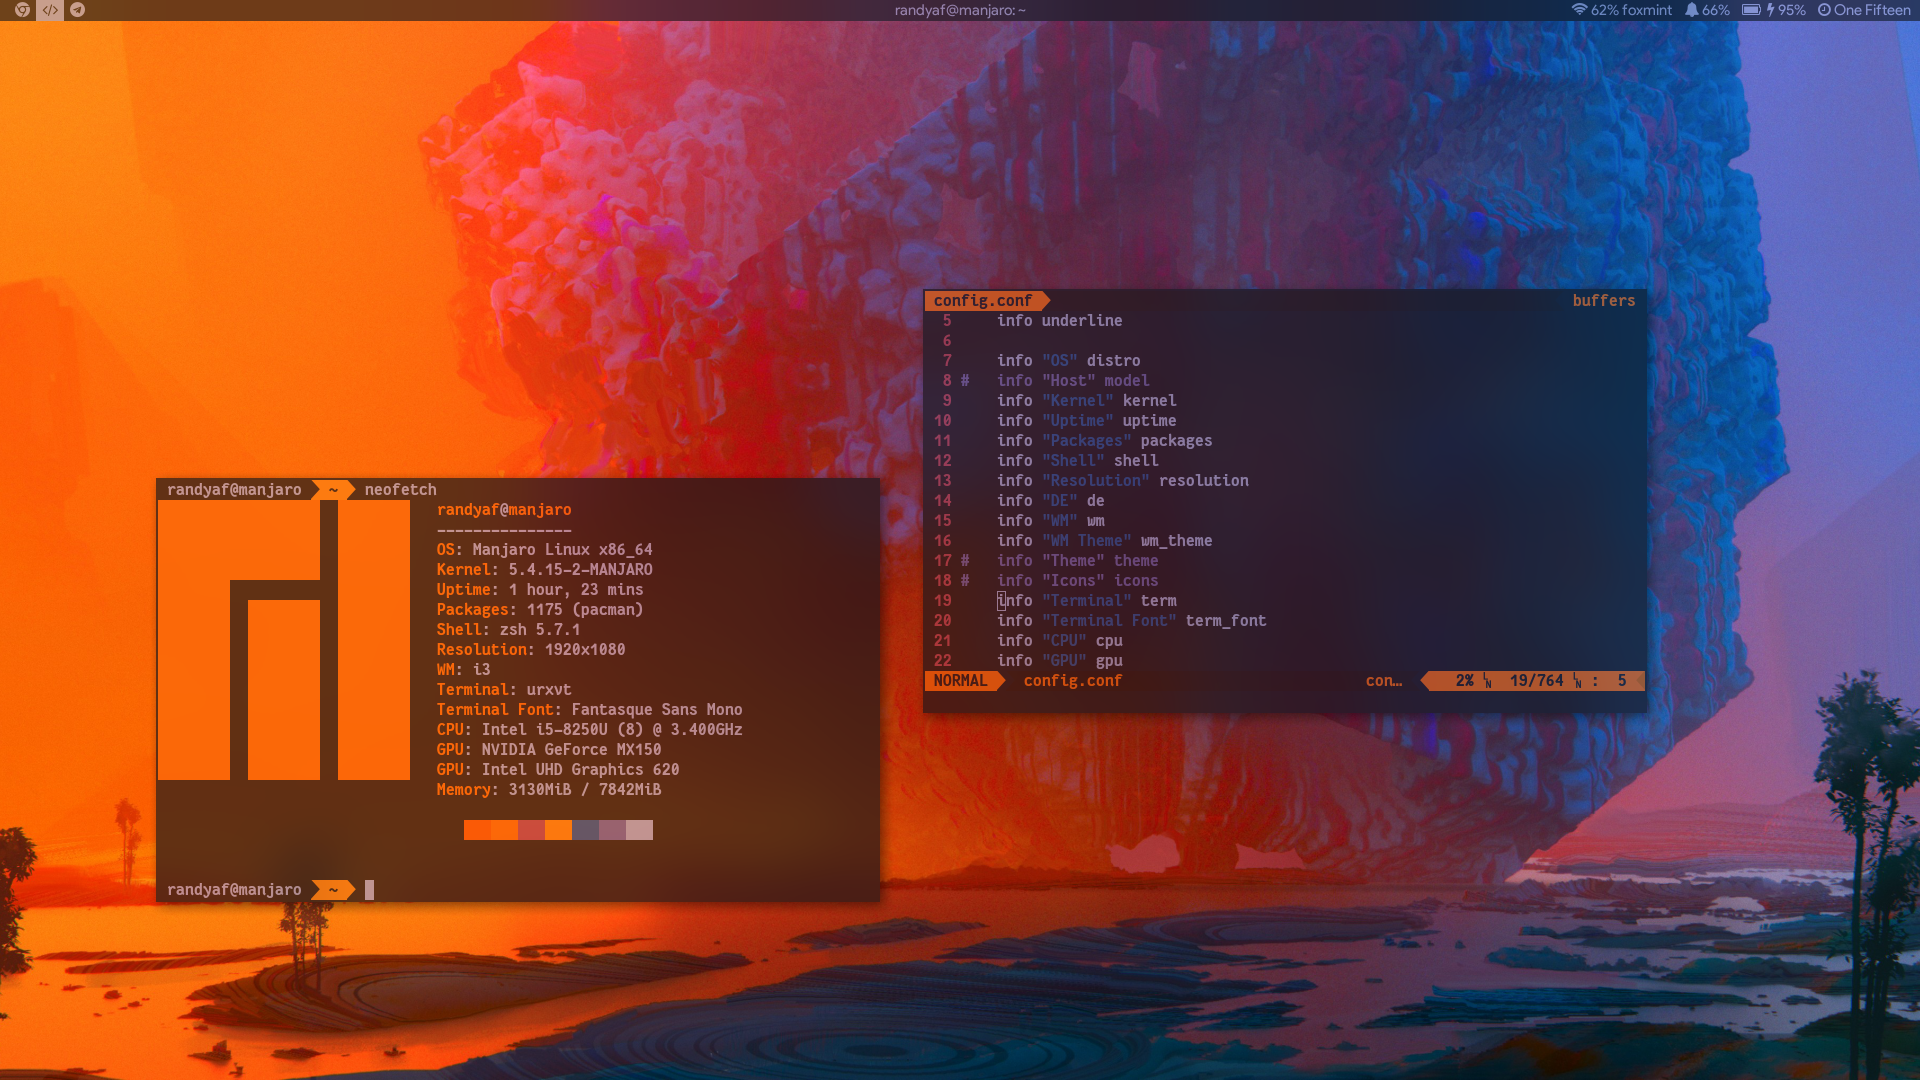 randyaf@manjaro: ~
62% foxmint 66% 95% One Fifteen
config.conf buffers
5 info underline
6
7 info "OS" distro
8 # info "Host" model
9 info "Kernel" kernel
10 info "Uptime" uptime
11 info "Packages" packages
12 info "Shell" shell
13 info "Resolution" resolution
14 info "DE" de
15 info "WM" wm
16 info "WM Theme" wm_theme
17 # info "Theme" theme
18 # info "Icons" icons
19 info "Terminal" term
20 info "Terminal Font" term_font
21 info "CPU" cpu
22 info "GPU" gpu
NORMAL config.conf con… 2% ␤ 19/764 ␤ : 5
randyaf@manjaro ~ neofetch
randyaf@manjaro
---------------
OS: Manjaro Linux x86_64
Kernel: 5.4.15-2-MANJARO
Uptime: 1 hour, 23 mins
Packages: 1175 (pacman)
Shell: zsh 5.7.1
Resolution: 1920x1080
WM: i3
Terminal: urxvt
Terminal Font: Fantasque Sans Mono
CPU: Intel i5-8250U (8) @ 3.400GHz
GPU: NVIDIA GeForce MX150
GPU: Intel UHD Graphics 620
Memory: 3130MiB / 7842MiB
randyaf@manjaro ~